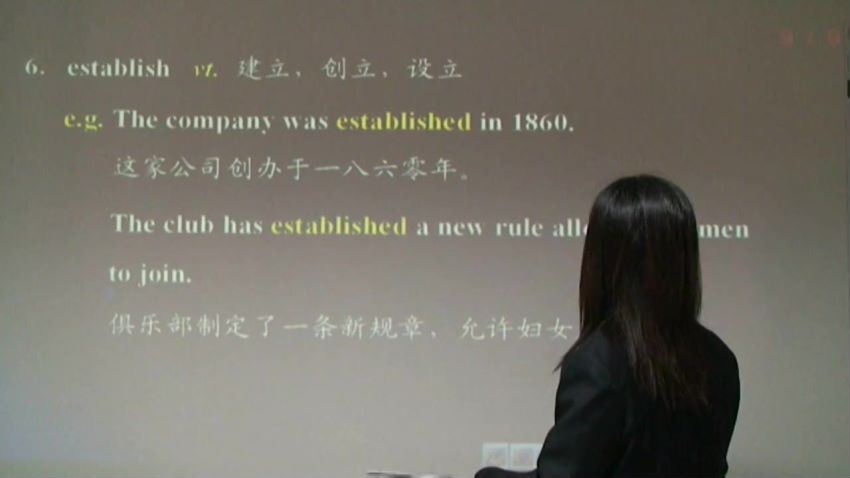 6. establish vt. 建立，创立，设立
e.g. The company was established in 1860.
这家公司创办于一八六零年。
The club has established a new rule men
to join.
俱乐部制定了一条新规章，允许妇女